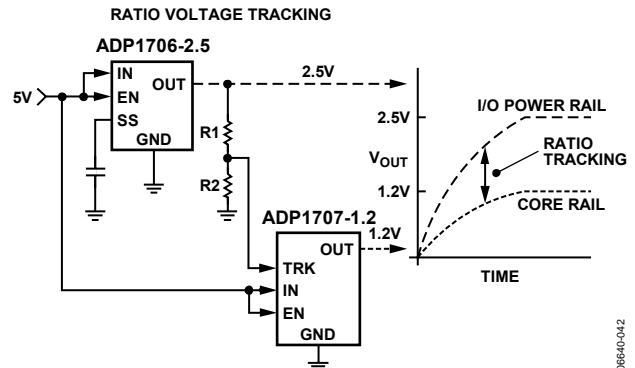 RATIO VOLTAGE TRACKING
ADP1706-2.5
IN
EN
SS
OUT
GND
5V
2.5V
R1
R2
ADP1707-1.2
OUT
TRK
IN
EN
GND
1.2V
2.5V
VOUT
1.2V
I/O POWER RAIL
RATIO
TRACKING
CORE RAIL
TIME
06640-042